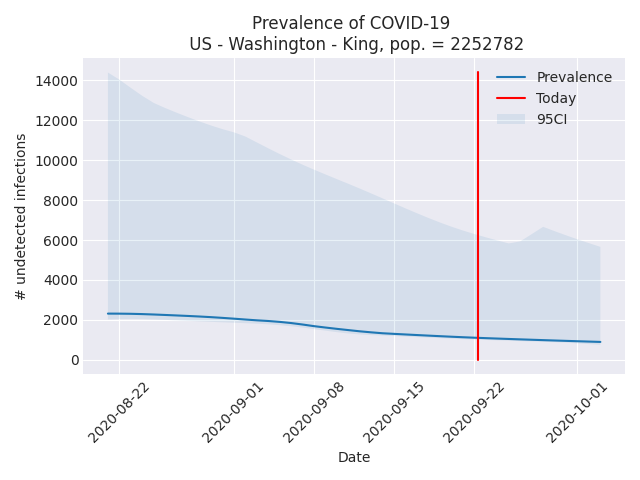 Prevalence of COVID-19
US - Washington - King, pop. = 2252782
14000
12000
10000
8000
6000
4000
2000
0
# undetected infections
Prevalence
Today
95CI
2020-08-22
2020-09-01
2020-09-08
2020-09-15
2020-09-22
2020-10-01
Date